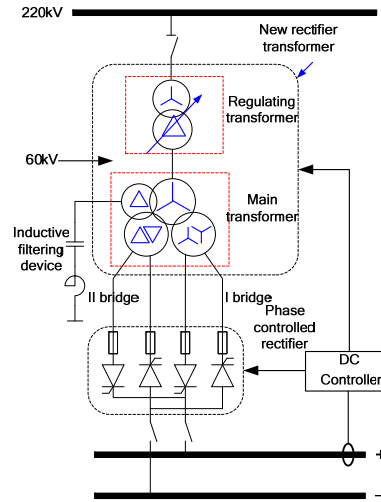 220kV
New rectifier
transformer
Regulating
transformer
60kV
Main
transformer
Inductive
filtering
device
II bridge
I bridge
Phase
controlled
rectifier
DC
Controller
+
−